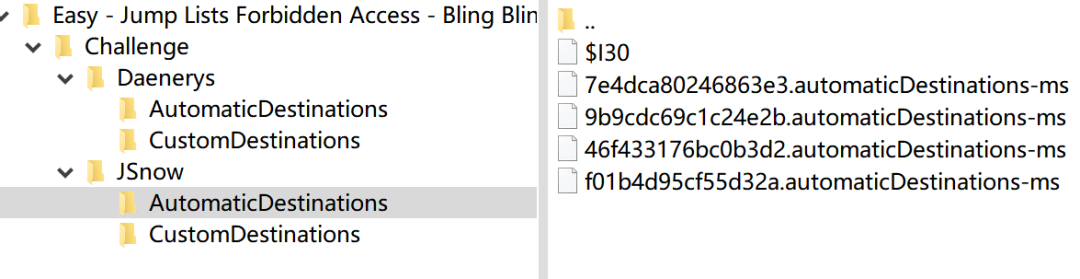 Easy - Jump Lists Forbidden Access - Bling Blin
Challenge
Daenerys
AutomaticDestinations
CustomDestinations
JSnow
AutomaticDestinations
CustomDestinations
..
$I30
7e4dca80246863e3.automaticDestinations-ms
9b9cdc69c1c24e2b.automaticDestinations-ms
46f433176bc0b3d2.automaticDestinations-ms
f01b4d95cf55d32a.automaticDestinations-ms